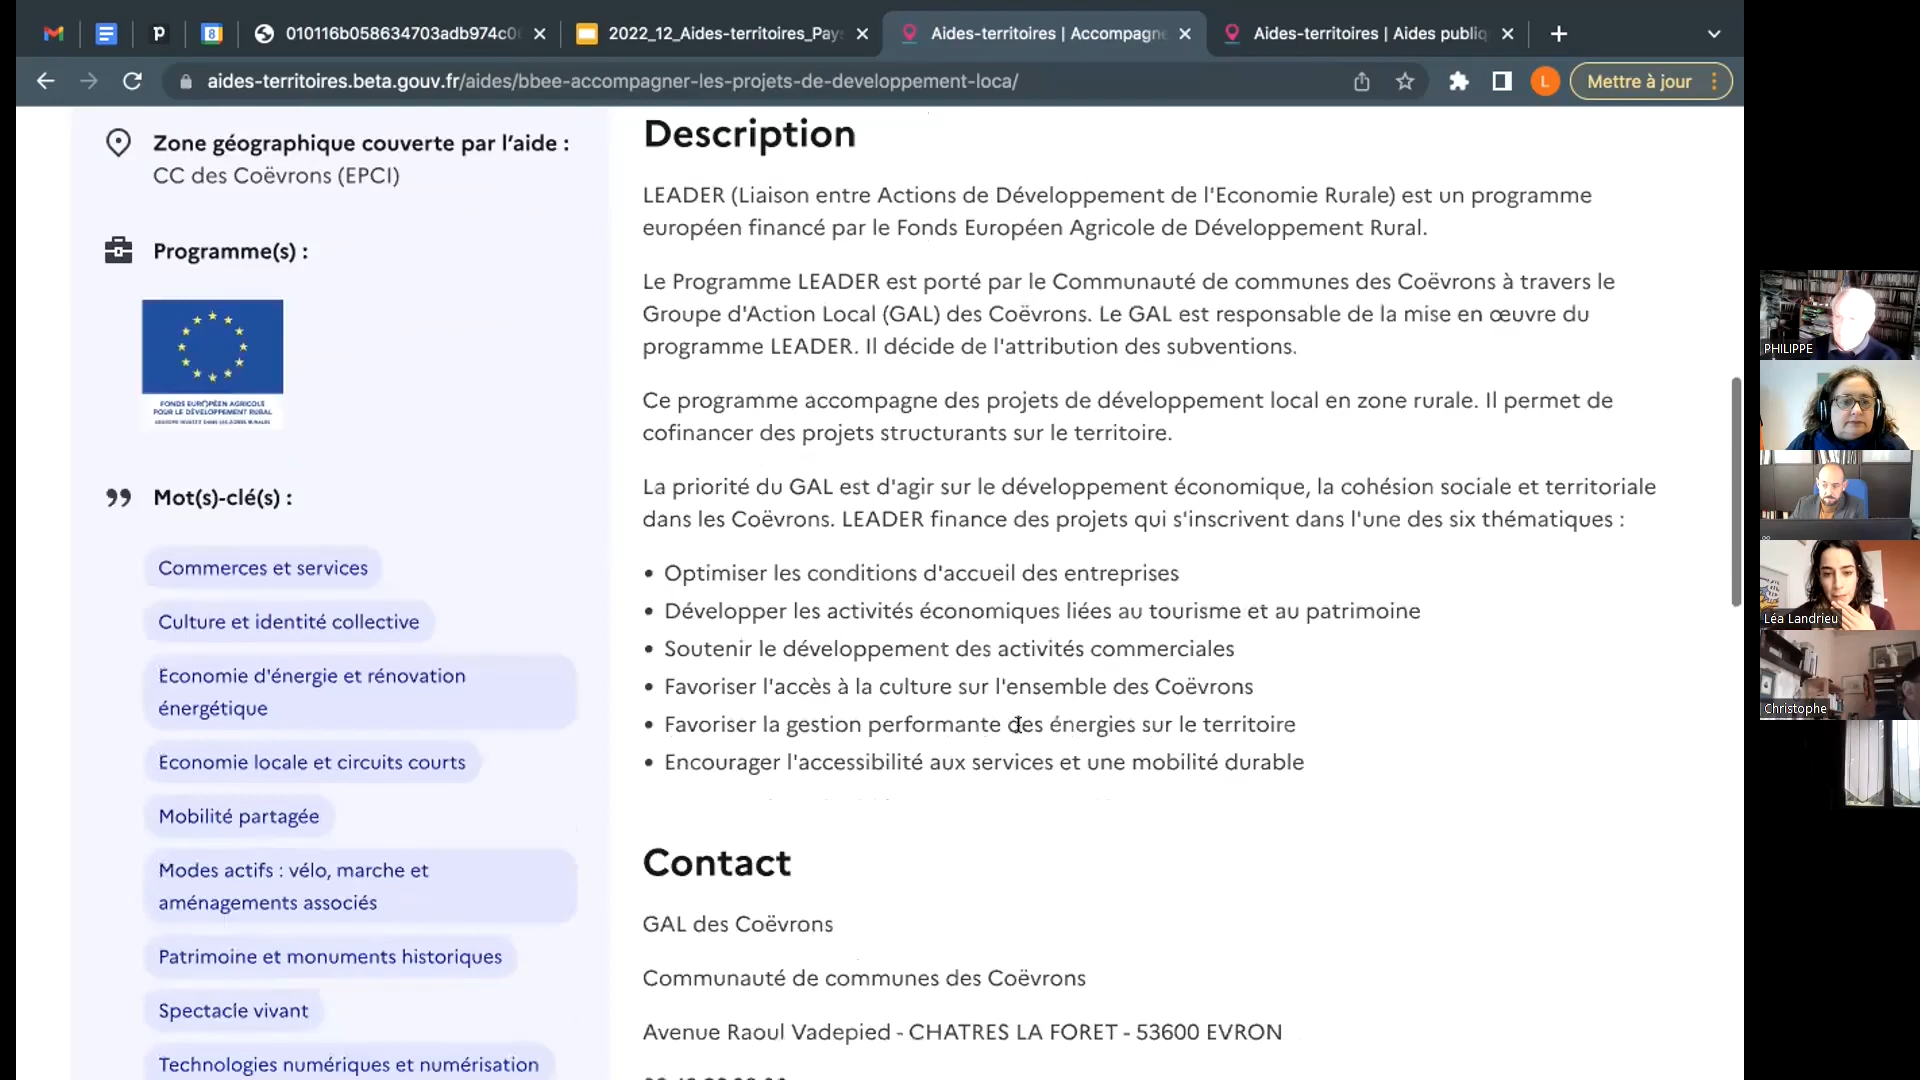 010116b058634703adb974c0
2022_12_Aides-territoires_Pay
Aides-territoires | Accompagne
Aides-territoires | Aides publiq
aides-territoires.beta.gouv.fr/aides/bbee-accompagner-les-projets-de-developpement-loca/
L
Mettre à jour
Zone géographique couverte par l’aide :
CC des Coëvrons (EPCI)
Programme(s) :
FONDS EUROPÉEN AGRICOLE
POUR LE DÉVELOPPEMENT RURAL
Mot(s)-clé(s) :
Commerces et services
Culture et identité collective
Economie d'énergie et rénovation
énergétique
Economie locale et circuits courts
Mobilité partagée
Modes actifs : vélo, marche et
aménagements associés
Patrimoine et monuments historiques
Spectacle vivant
Technologies numériques et numérisation
Description
LEADER (Liaison entre Actions de Développement de l'Economie Rurale) est un programme
européen financé par le Fonds Européen Agricole de Développement Rural.
Le Programme LEADER est porté par le Communauté de communes des Coëvrons à travers le
Groupe d'Action Local (GAL) des Coëvrons. Le GAL est responsable de la mise en œuvre du
programme LEADER. Il décide de l'attribution des subventions.
Ce programme accompagne des projets de développement local en zone rurale. Il permet de
cofinancer des projets structurants sur le territoire.
La priorité du GAL est d'agir sur le développement économique, la cohésion sociale et territoriale
dans les Coëvrons. LEADER finance des projets qui s'inscrivent dans l'une des six thématiques :
• Optimiser les conditions d'accueil des entreprises
• Développer les activités économiques liées au tourisme et au patrimoine
• Soutenir le développement des activités commerciales
• Favoriser l'accès à la culture sur l'ensemble des Coëvrons
• Favoriser la gestion performante des énergies sur le territoire
• Encourager l'accessibilité aux services et une mobilité durable
Contact
GAL des Coëvrons
Communauté de communes des Coëvrons
Avenue Raoul Vadepied - CHATRES LA FORET - 53600 EVRON
PHILIPPE
Léa Landrieu
Christophe